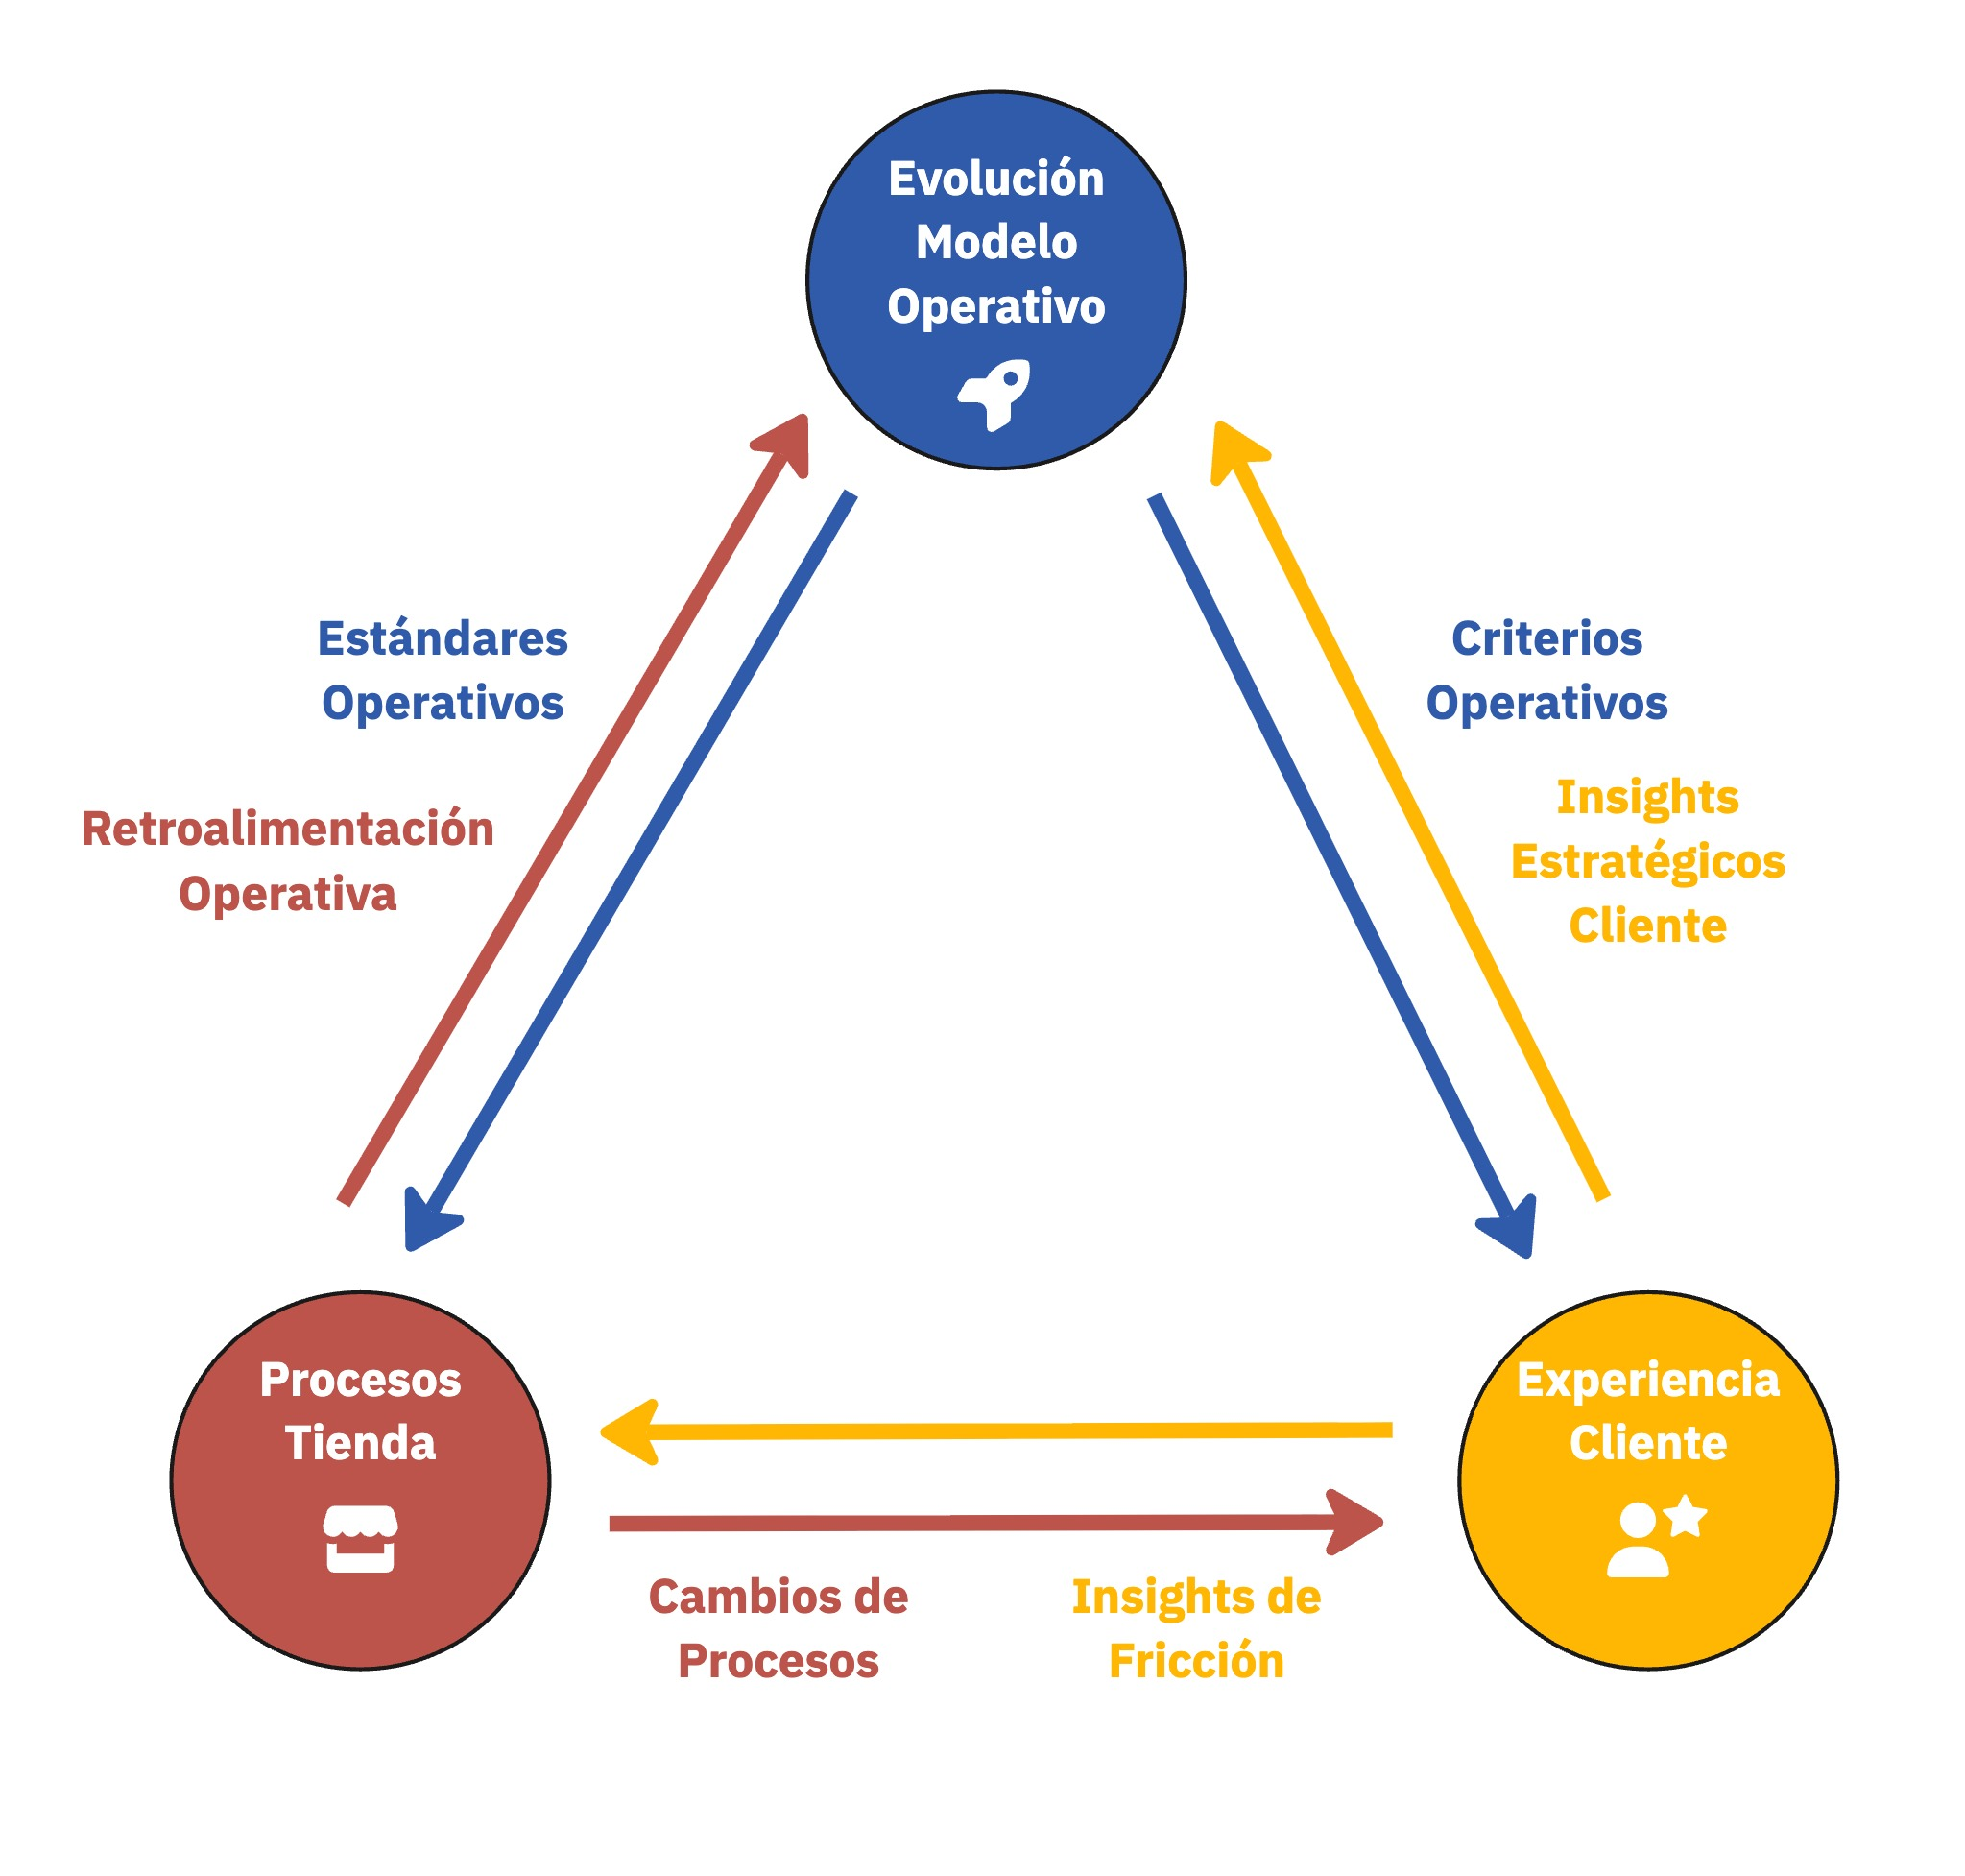 Evolución
Modelo
Operativo
Estándares
Operativos
Criterios
Operativos
Retroalimentación
Operativa
Insights
Estratégicos
Cliente
Procesos
Tienda
Experiencia
Cliente
Cambios de
Procesos
Insights de
Fricción